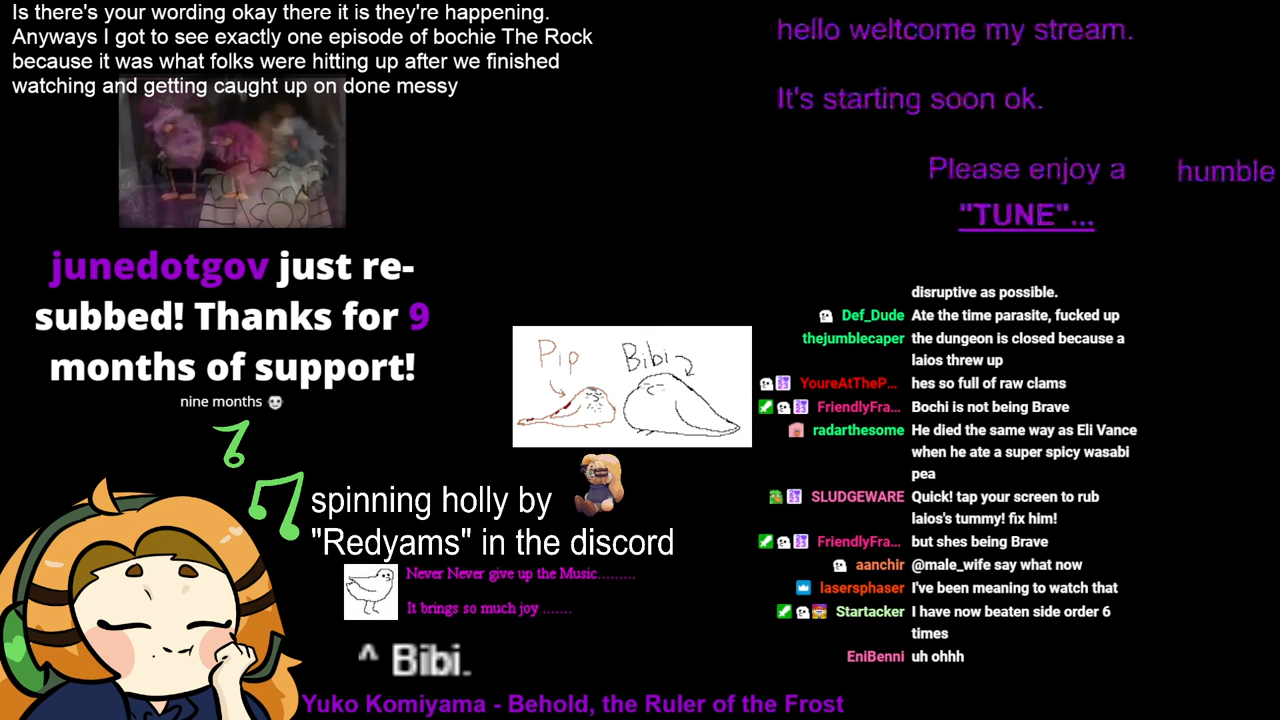 Is there's your wording okay there it is they're happening.
Anyways I got to see exactly one episode of bochie The Rock
because it was what folks were hitting up after we finished
watching and getting caught up on done messy
hello weltcome my stream.
It's starting soon ok.
Please enjoy a humble
"TUNE"...
junedotgov just re-
subbed! Thanks for 9
months of support!
nine months
Pip
Bibi
spinning holly by
"Redyams" in the discord
Never Never give up the Music.........
It brings so much joy .......
^ Bibi.
Yuko Komiyama - Behold, the Ruler of the Frost
disruptive as possible.
Def_Dude Ate the time parasite, fucked up
thejumblecaper the dungeon is closed because a
laios threw up
YoureAtTheP... hes so full of raw clams
FriendlyFra... Bochi is not being Brave
radarthesome He died the same way as Eli Vance
when he ate a super spicy wasabi
pea
SLUDGEWARE Quick! tap your screen to rub
laios's tummy! fix him!
FriendlyFra... but shes being Brave
aanchir @male_wife say what now
lasersphaser I've been meaning to watch that
Startacker I have now beaten side order 6
times
EniBenni uh ohhh